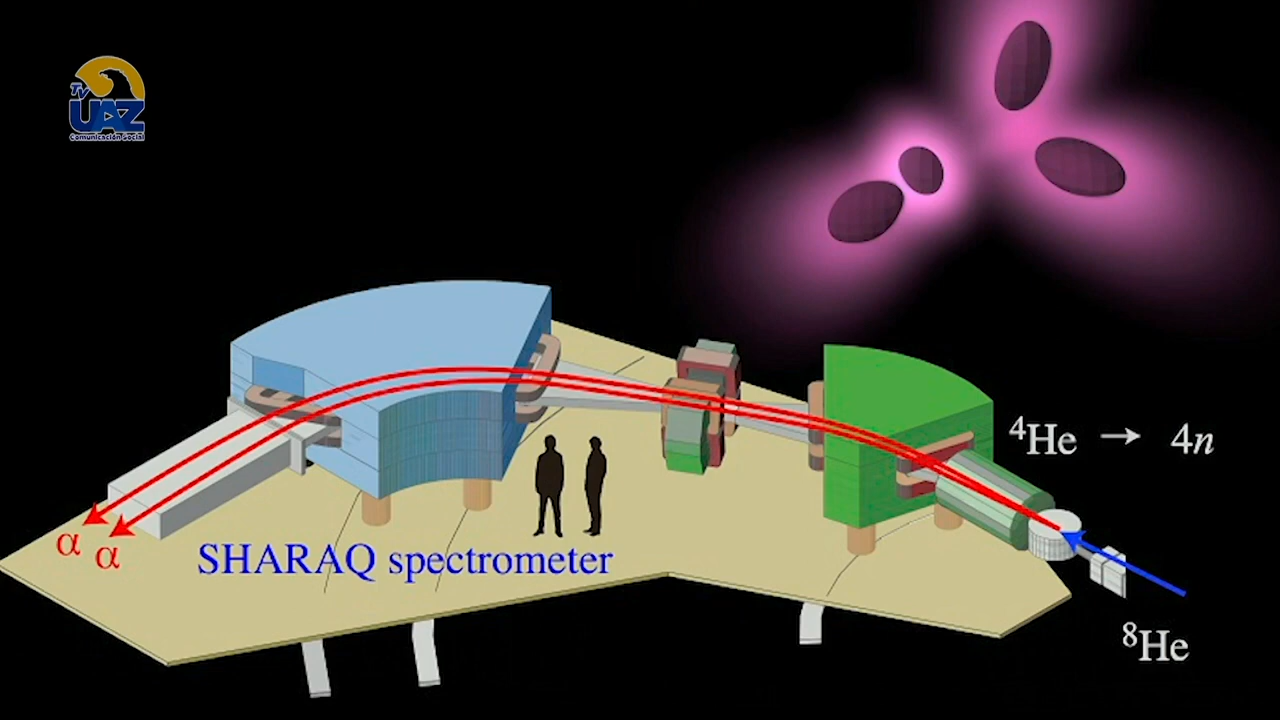 TV
UAZ
Comunicación Social
⁴He → 4n
α α
SHARAQ spectrometer
⁸He